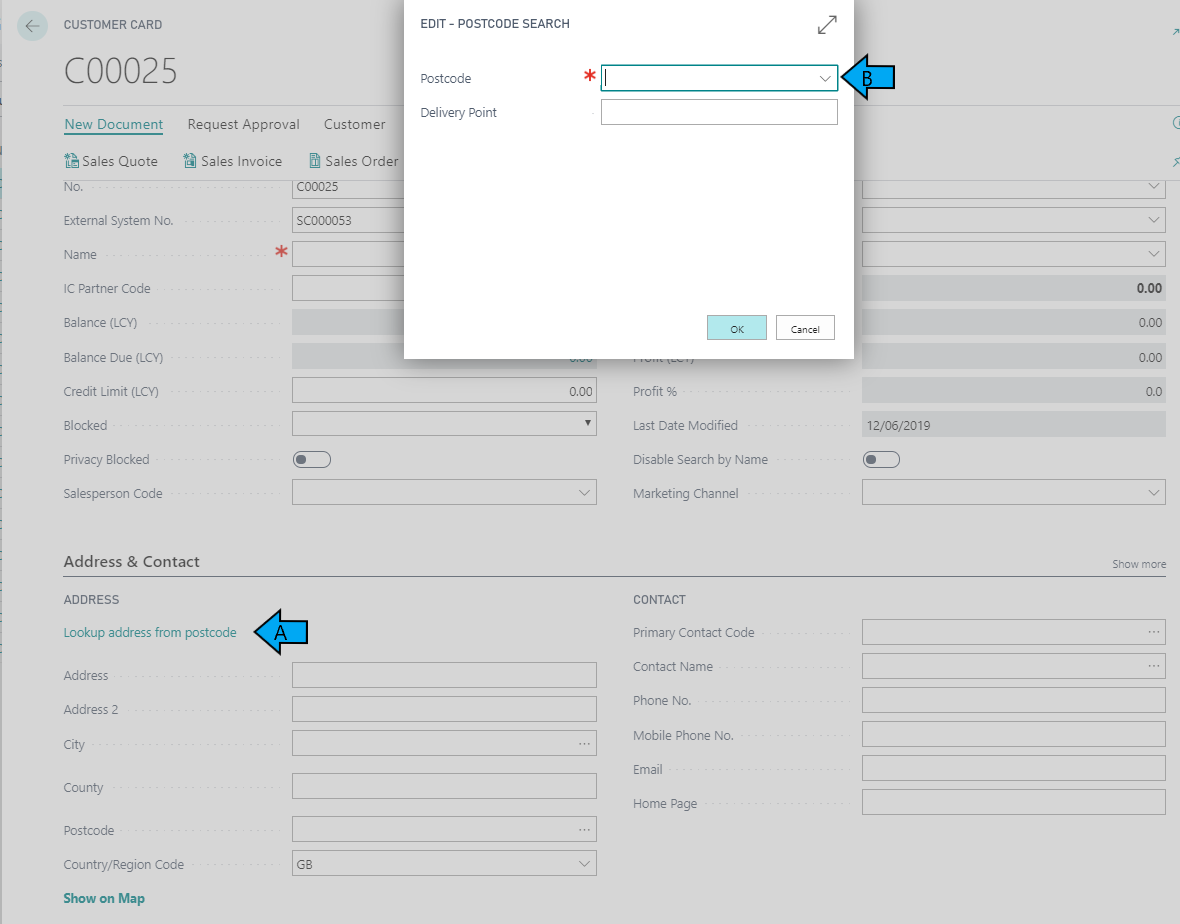 CUSTOMER CARD
C00025
New Document
Request Approval
Customer
Sales Quote
Sales Invoice
Sales Order
EDIT - POSTCODE SEARCH
Postcode
*
B
Delivery Point
OK
Cancel
No.
C00025
External System No.
SC000053
Name
*
IC Partner Code
0.00
Balance (LCY)
0.00
Balance Due (LCY)
0.00
Profit (LCY)
0.00
Credit Limit (LCY)
0.00
Profit %
0.0
Blocked
Last Date Modified
12/06/2019
Privacy Blocked
Disable Search by Name
Salesperson Code
Marketing Channel
Address & Contact
Show more
ADDRESS
Lookup address from postcode
A
Address
Address 2
City
County
Postcode
Country/Region Code
GB
Show on Map
CONTACT
Primary Contact Code
Contact Name
Phone No.
Mobile Phone No.
Email
Home Page